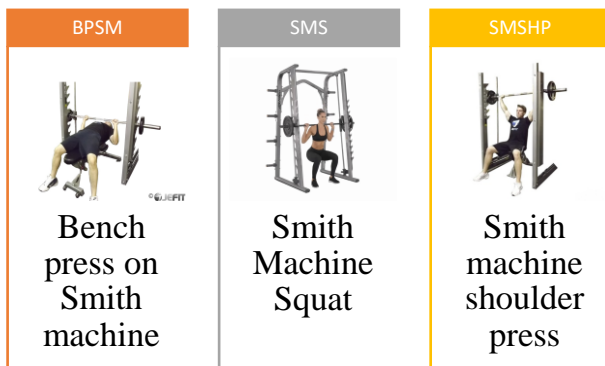 BPSM
SMS
SMSHP
© JEFIT
Bench
press on
Smith
machine
Smith
Machine
Squat
Smith
machine
shoulder
press